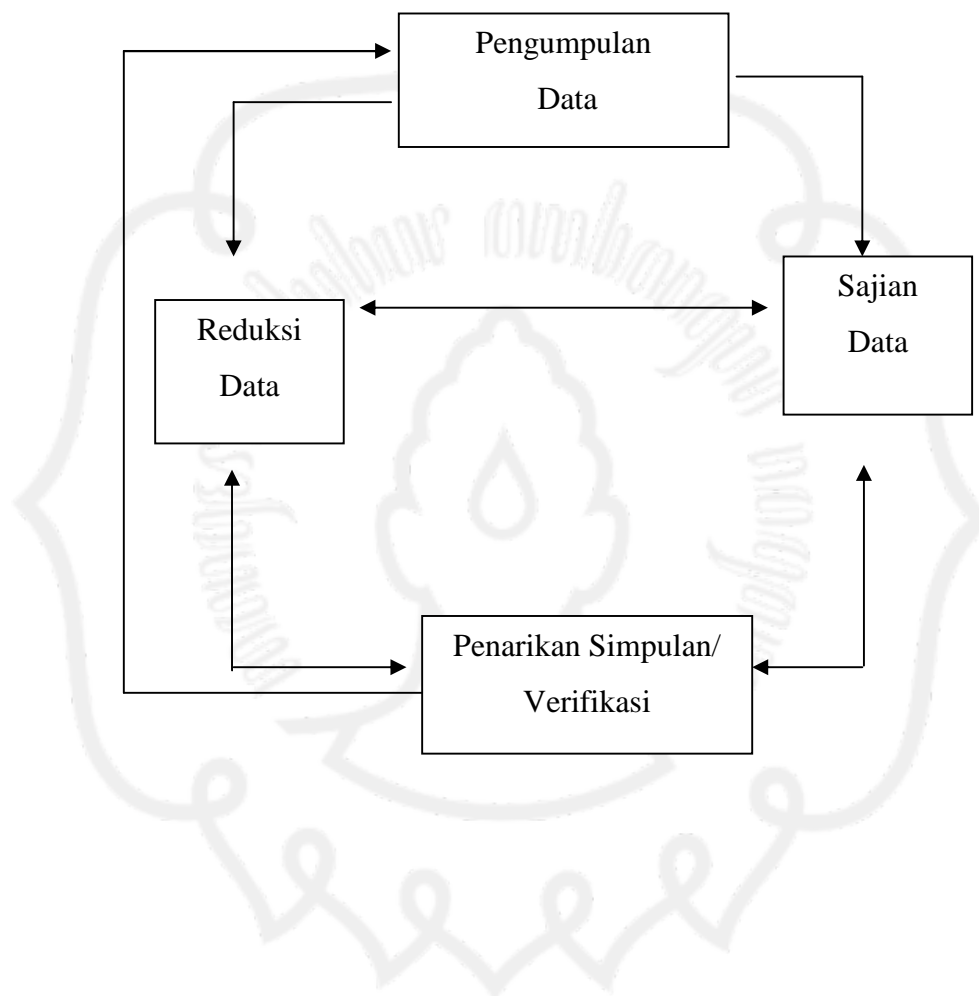 Pengumpulan
Data
Sajian
Data
Reduksi
Data
Penarikan Simpulan/
Verifikasi